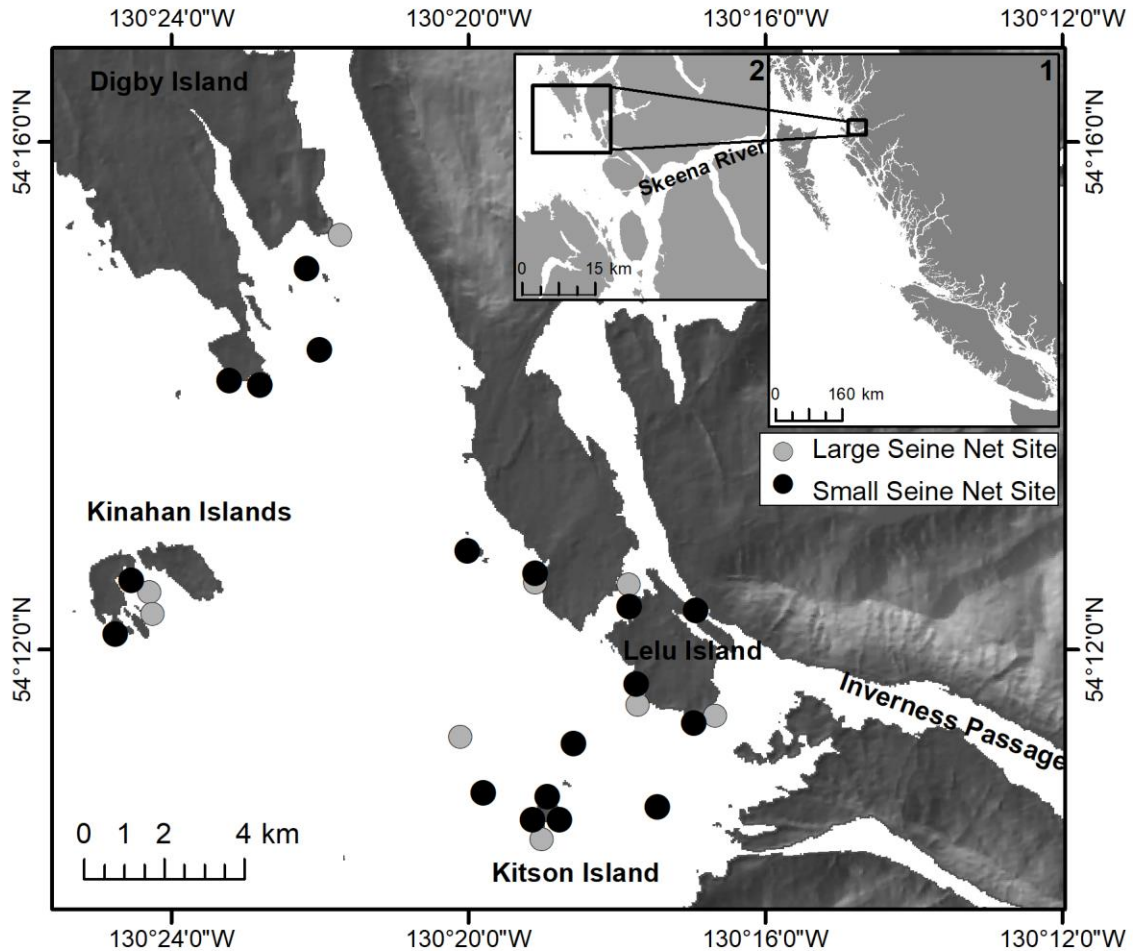 130°24'0"W 130°20'0"W 130°16'0"W 130°12'0"W
Digby Island
2
1
54°16'0"N
54°16'0"N
Skeena River
0 15 km
0 160 km
Large Seine Net Site
Small Seine Net Site
Kinahan Islands
54°12'0"N
Lelu Island
54°12'0"N
Inverness Passage
0 1 2 4 km
Kitson Island
130°24'0"W 130°20'0"W 130°16'0"W 130°12'0"W